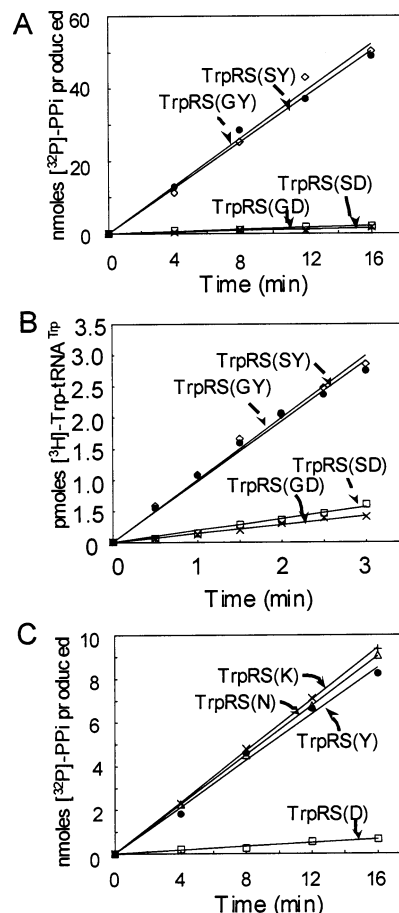 A
nmoles [³²P]-PPi produced
60
40
20
0
TrpRS(SY)
TrpRS(GY)
TrpRS(SD)
TrpRS(GD)
0 4 8 12 16
Time (min)
B
pmoles [³H]-Trp-tRNA^Trp
3.5
3.0
2.5
2.0
1.5
1.0
1.5
0
TrpRS(SY)
TrpRS(GY)
TrpRS(SD)
TrpRS(GD)
0 1 2 3
Time (min)
C
nmoles [³²P]-PPi produced
10
8
6
4
2
0
TrpRS(K)
TrpRS(N)
TrpRS(Y)
TrpRS(D)
0 4 8 12 16
Time (min)